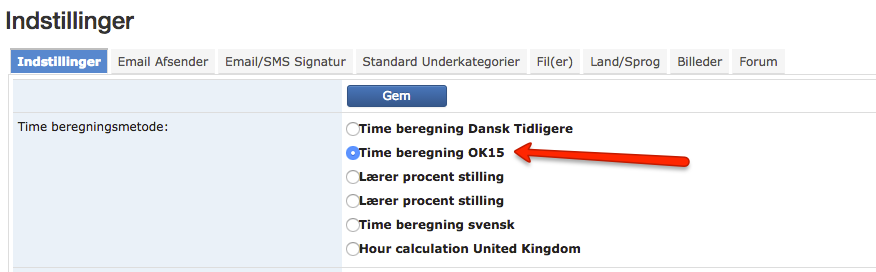 Indstillinger
Indstillinger Email Afsender Email/SMS Signatur Standard Underkategorier Fil(er) Land/Sprog Billeder Forum
Gem
Time beregningsmetode:
Time beregning Dansk Tidligere
Time beregning OK15
Lærer procent stilling
Lærer procent stilling
Time beregning svensk
Hour calculation United Kingdom